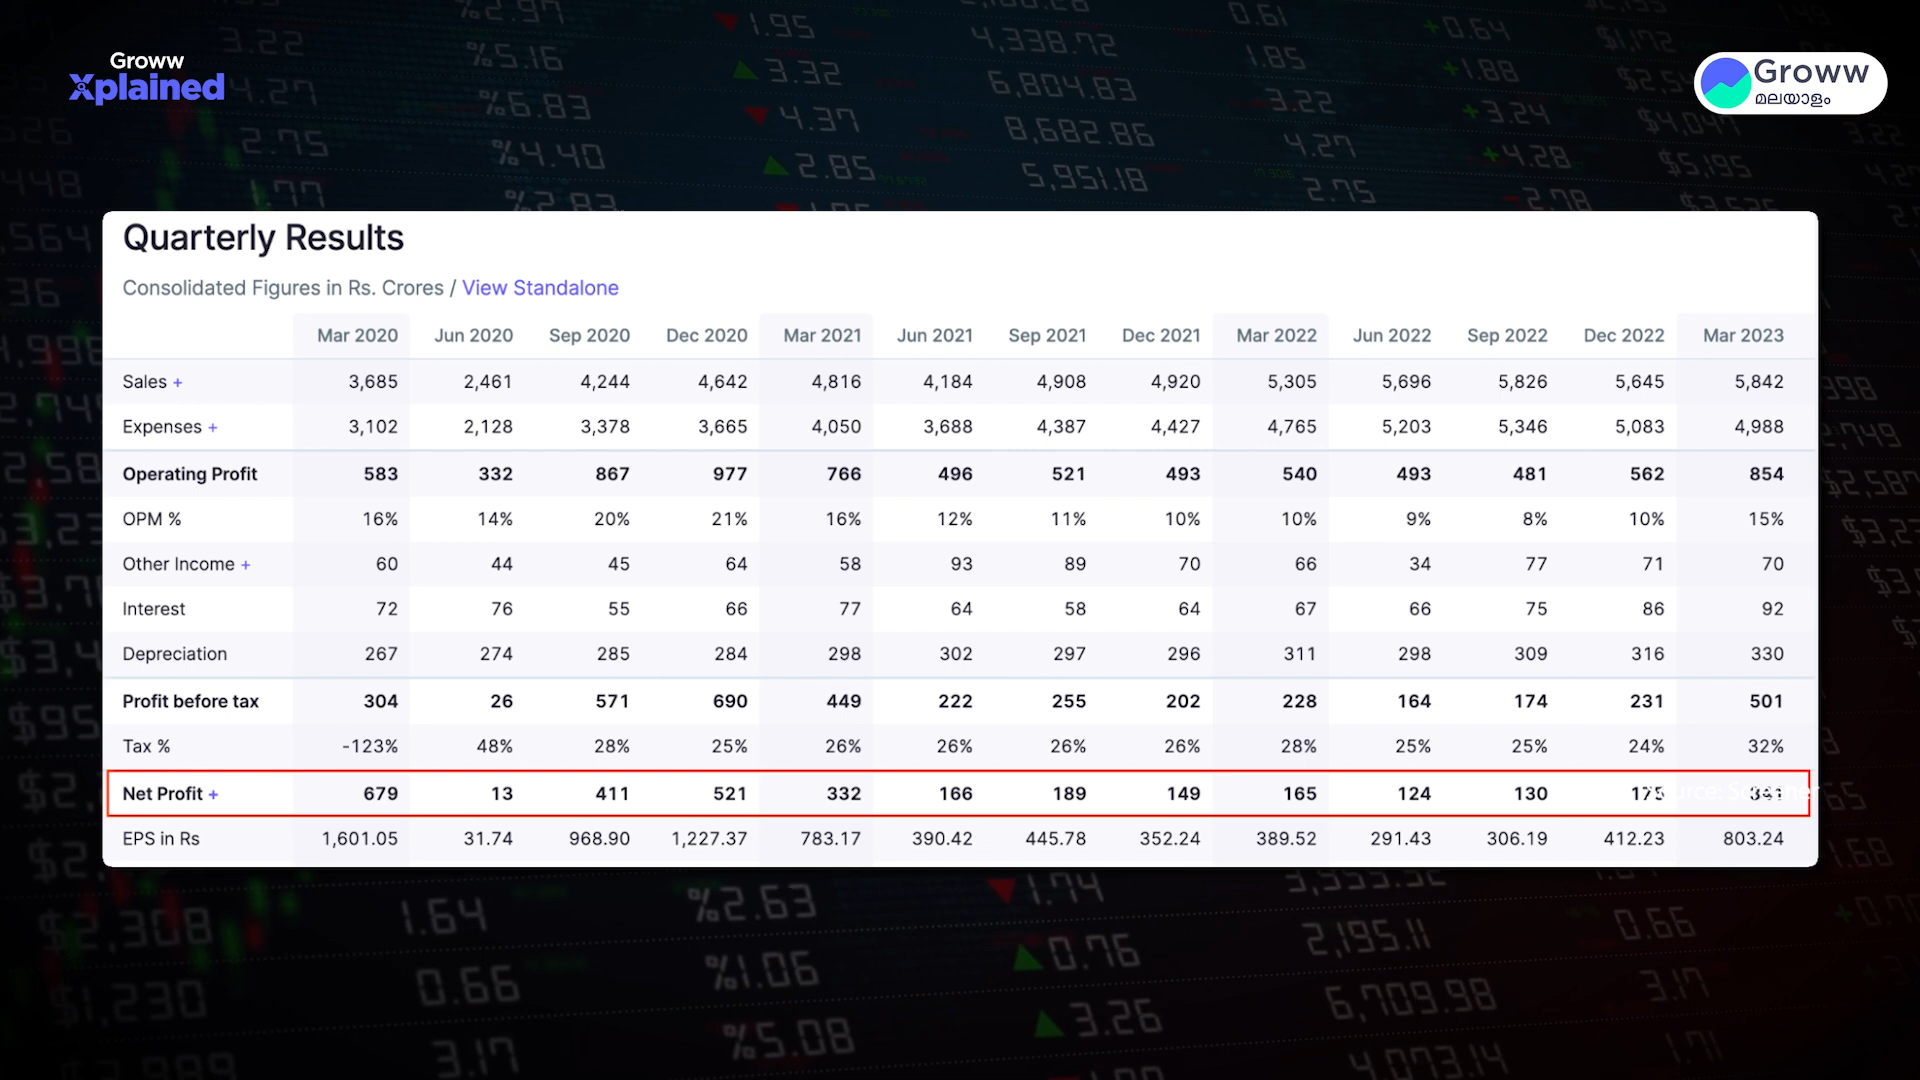 Groww
Xplained
Groww
മലയാളം
Quarterly Results
Consolidated Figures in Rs. Crores / View Standalone
Mar 2020 Jun 2020 Sep 2020 Dec 2020 Mar 2021 Jun 2021 Sep 2021 Dec 2021 Mar 2022 Jun 2022 Sep 2022 Dec 2022 Mar 2023
Sales + 3,685 2,461 4,244 4,642 4,816 4,184 4,908 4,920 5,305 5,696 5,826 5,645 5,842
Expenses + 3,102 2,128 3,378 3,665 4,050 3,688 4,387 4,427 4,765 5,203 5,346 5,083 4,988
Operating Profit 583 332 867 977 766 496 521 493 540 493 481 562 854
OPM % 16% 14% 20% 21% 16% 12% 11% 10% 10% 9% 8% 10% 15%
Other Income + 60 44 45 64 58 93 89 70 66 34 77 71 70
Interest 72 76 55 66 77 64 58 64 67 66 75 86 92
Depreciation 267 274 285 284 298 302 297 296 311 298 309 316 330
Profit before tax 304 26 571 690 449 222 255 202 228 164 174 231 501
Tax % -123% 48% 28% 25% 26% 26% 26% 26% 28% 25% 25% 24% 32%
Net Profit + 679 13 411 521 332 166 189 149 165 124 130
EPS in Rs 1,601.05 31.74 968.90 1,227.37 783.17 390.42 445.78 352.24 389.52 291.43 306.19 412.23 803.24